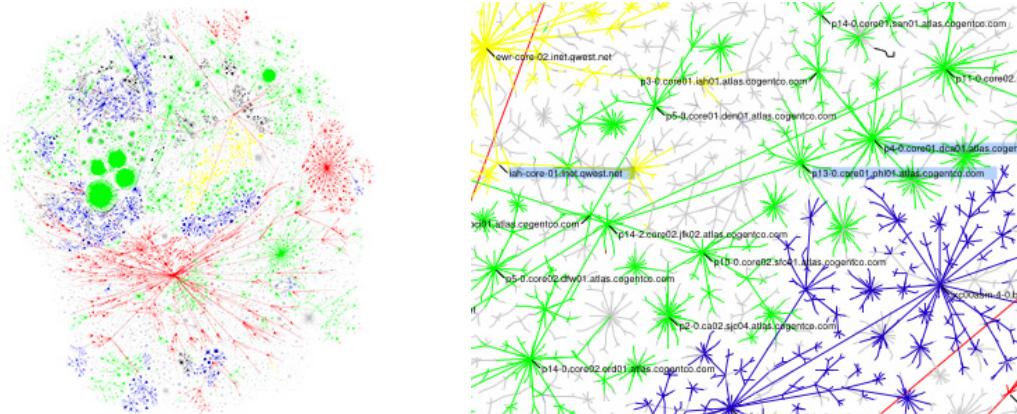 p14-0.core01.san01.atlas.cogentco.com
ewr-core-02.inet.qwest.net
p3-0.core01.iah01.atlas.cogentco.com
p11-0.core02.
p5-0.core01.den01.atlas.cogentco.com
p4-0.core01.dca01.atlas.coger
iah-core-01.inet.qwest.net
p13-0.core01.phl01.atlas.cogentco.com
01.atlas.cogentco.com
p14-2.core02.jfk02.atlas.cogentco.com
p10-0.core02.sfo01.atlas.cogentco.com
p5-0.core02.dfw01.atlas.cogentco.com
p2-0.ca02.sjc04.atlas.cogentco.com
p14-0.core02.ord01.atlas.cogentco.com